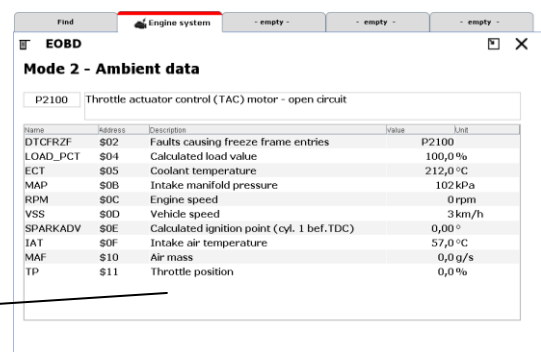 Find Engine system - empty - - empty - - empty -
EOBD
Mode 2 - Ambient data
P2100 Throttle actuator control (TAC) motor - open circuit
Name Address Description Value Unit
DTCFRZF $02 Faults causing freeze frame entries P2100
LOAD_PCT $04 Calculated load value 100,0 %
ECT $05 Coolant temperature 212,0 °C
MAP $0B Intake manifold pressure 102 kPa
RPM $0C Engine speed 0 rpm
VSS $0D Vehicle speed 3 km/h
SPARKADV $0E Calculated ignition point (cyl. 1 bef.TDC) 0,00 °
IAT $0F Intake air temperature 57,0 °C
MAF $10 Air mass 0,0 g/s
TP $11 Throttle position 0,0 %